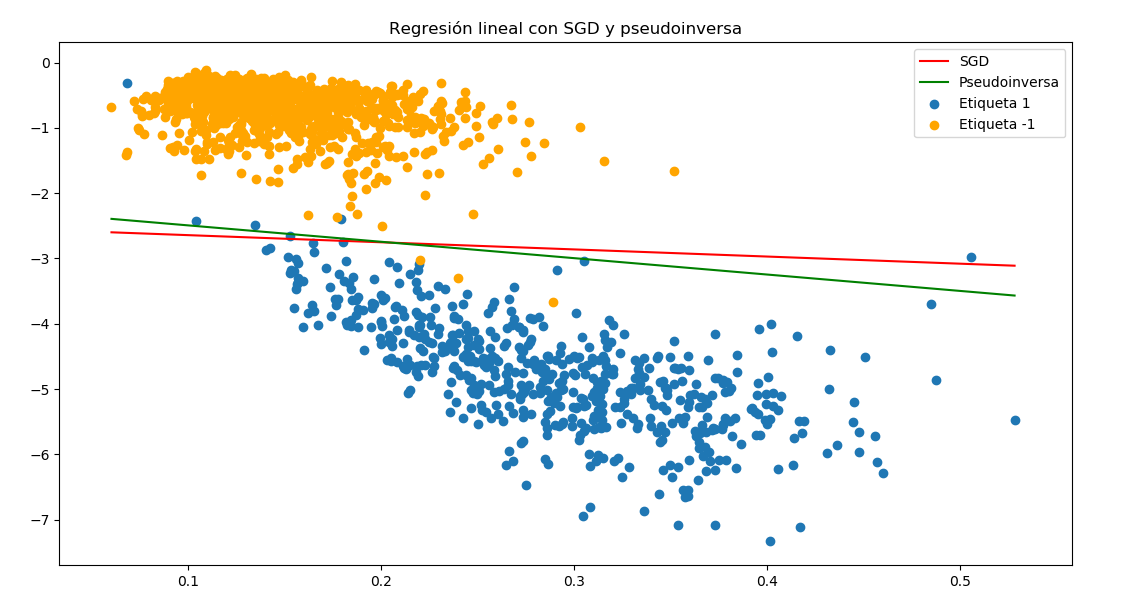 Regresión lineal con SGD y pseudoinversa
SGD
Pseudoinversa
Etiqueta 1
Etiqueta -1
0
−1
−2
−3
−4
−5
−6
−7
0.1 0.2 0.3 0.4 0.5